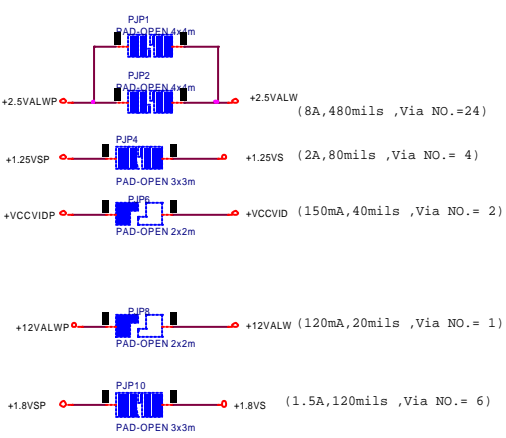 PJP1
PAD-OPEN 4x4m
PJP2
PAD-OPEN 4x4m
+2.5VALWP
+2.5VALW
(8A,480mils ,Via NO.=24)
PJP4
+1.25VSP
+1.25VS
(2A,80mils ,Via NO.= 4)
PAD-OPEN 3x3m
PJP6
+VCCVIDP
+VCCVID
(150mA,40mils ,Via NO.= 2)
PAD-OPEN 2x2m
PJP8
+12VALWP
+12VALW
(120mA,20mils ,Via NO.= 1)
PAD-OPEN 2x2m
PJP10
+1.8VSP
+1.8VS
(1.5A,120mils ,Via NO.= 6)
PAD-OPEN 3x3m